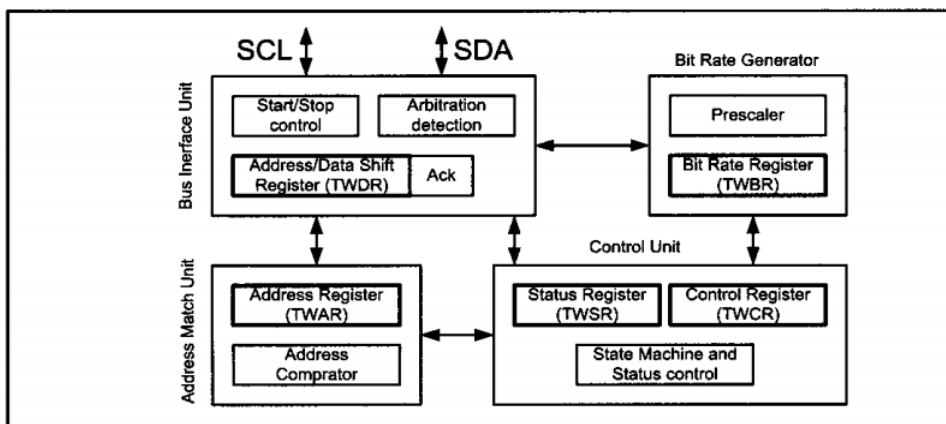 SCL
SDA
Bit Rate Generator
Bus Inerface Unit
Start/Stop
control
Arbitration
detection
Prescaler
Address/Data Shift
Register (TWDR)
Ack
Bit Rate Register
(TWBR)
Control Unit
Address Match Unit
Address Register
(TWAR)
Status Register
(TWSR)
Control Register
(TWCR)
Address
Comprator
State Machine and
Status control